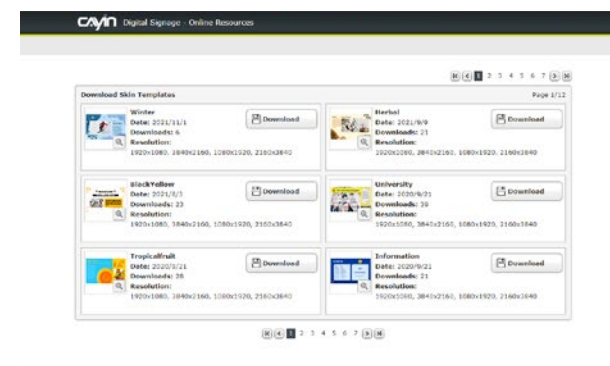 CAYIN Digital Signage - Online Resources
1 2 3 4 5 6 7
Download Skin Templates Page 1/12
Winter
Date: 2021/11/1
Downloads: 6
Resolution:
1920x1080, 3840x2160, 1080x1920, 2160x3840
Download
Herbal
Date: 2021/9/9
Downloads: 21
Resolution:
1920x1080, 3840x2160, 1080x1920, 2160x3840
Download
BlackYellow
Date: 2021/8/3
Downloads: 23
Resolution:
1920x1080, 3840x2160, 1080x1920, 2160x3840
Download
University
Date: 2020/9/21
Downloads: 39
Resolution:
1920x1080, 3840x2160, 1080x1920, 2160x3840
Download
Tropicalfruit
Date: 2020/9/21
Downloads: 28
Resolution:
1920x1080, 3840x2160, 1080x1920, 2160x3840
Download
Information
Date: 2020/9/21
Downloads: 21
Resolution:
1920x1080, 3840x2160, 1080x1920, 2160x3840
Download
1 2 3 4 5 6 7